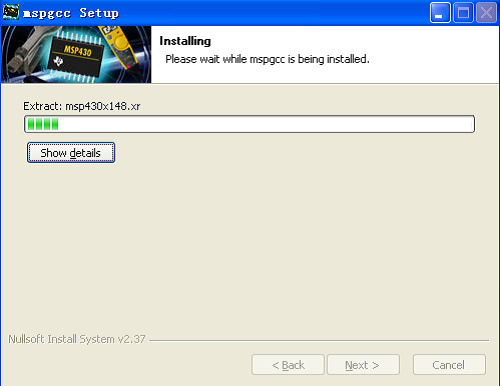 mspgcc Setup
MSP430
Installing
Please wait while mspgcc is being installed.
Extract: msp430x148.xr
Show details
Nullsoft Install System v2.37
< Back
Next >
Cancel